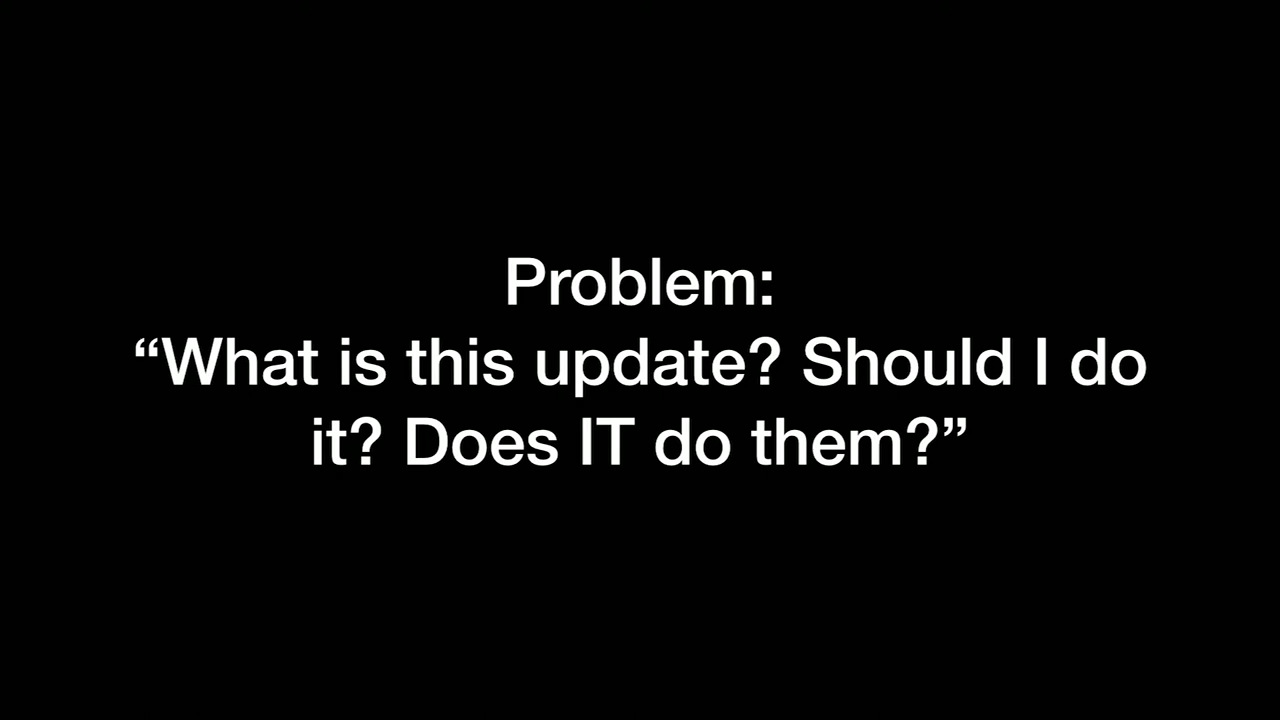 Problem:
“What is this update? Should I do
it? Does IT do them?”